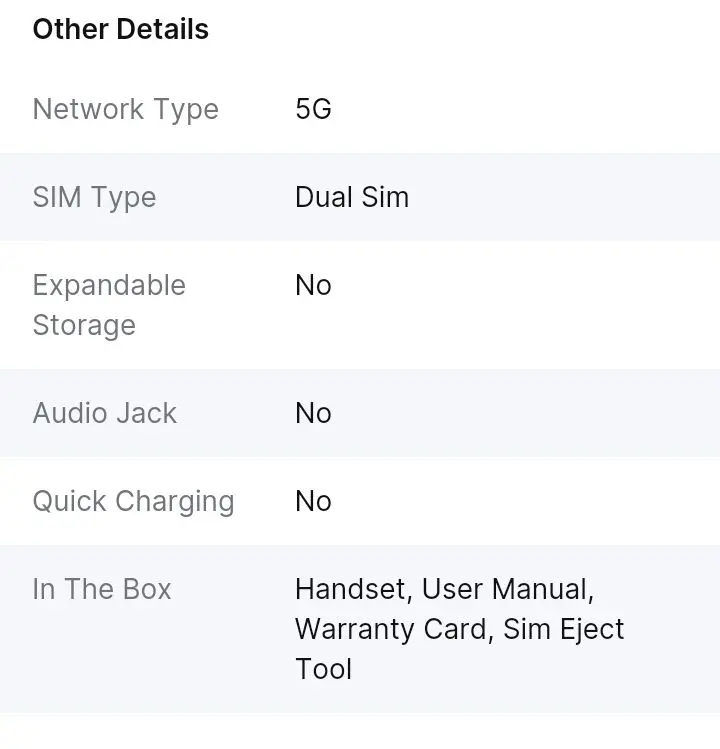 Other Details
Network Type 5G
SIM Type Dual Sim
Expandable No
Storage
Audio Jack No
Quick Charging No
In The Box Handset, User Manual,
Warranty Card, Sim Eject
Tool